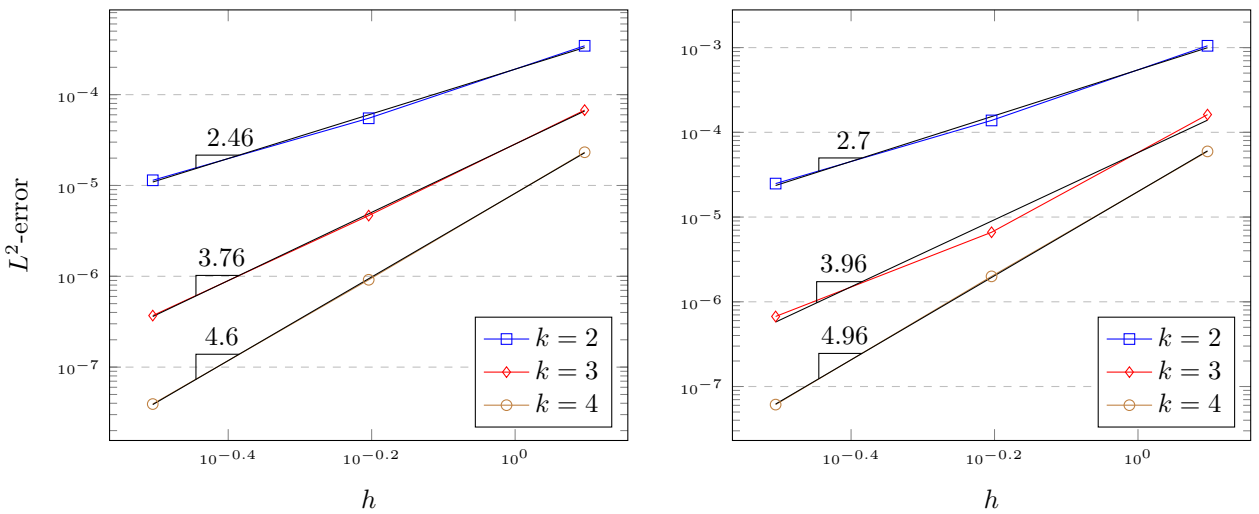 10^{-4}
10^{-5}
10^{-6}
10^{-7}
L^2-error
2.46
3.76
4.6
k = 2
k = 3
k = 4
10^{-0.4}
10^{-0.2}
10^0
h
10^{-3}
10^{-4}
10^{-5}
10^{-6}
10^{-7}
2.7
3.96
4.96
k = 2
k = 3
k = 4
10^{-0.4}
10^{-0.2}
10^0
h